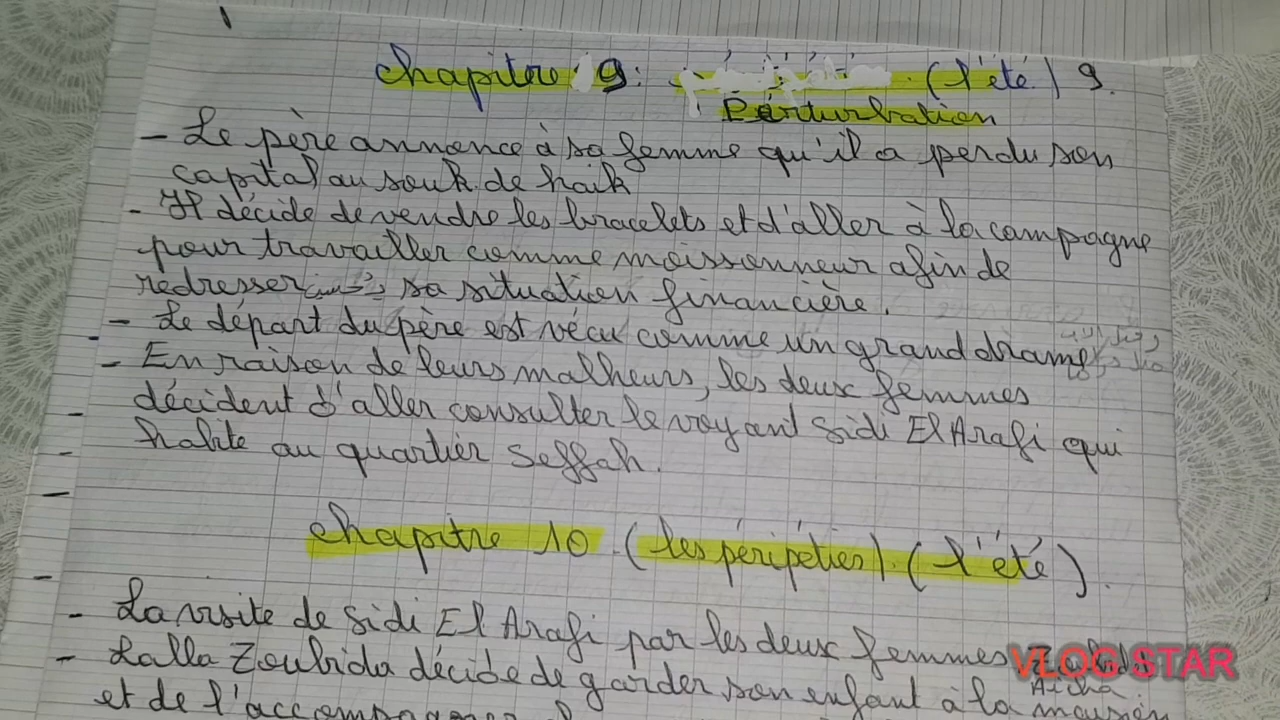 chapitre 9: (l'été) 9.
Perturbation
- Le père annonce à sa femme qu'il a perdu son
capital au souk de haik
- Il décide de vendre les bracelets et d'aller à la campagne
pour travailler comme moissonneur afin de
redresser sa situation financière.
- Le départ du père est vécu comme un grand drame
- En raison de leurs malheurs, les deux femmes
décident d'aller consulter le voyant Sidi El Arafi qui
habite au quartier Seffah.
chapitre 10. (les péripéties). (l'été).
- La visite de Sidi El Arafi par les deux femmes
- Lalla Zoubida décide de garder son enfant à la maison
Aicha
et de l'accompagner
VLOG STAR